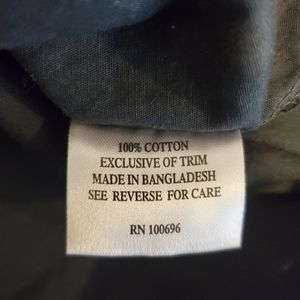 100% COTTON
EXCLUSIVE OF TRIM
MADE IN BANGLADESH
SEE REVERSE FOR CARE
RN 100696